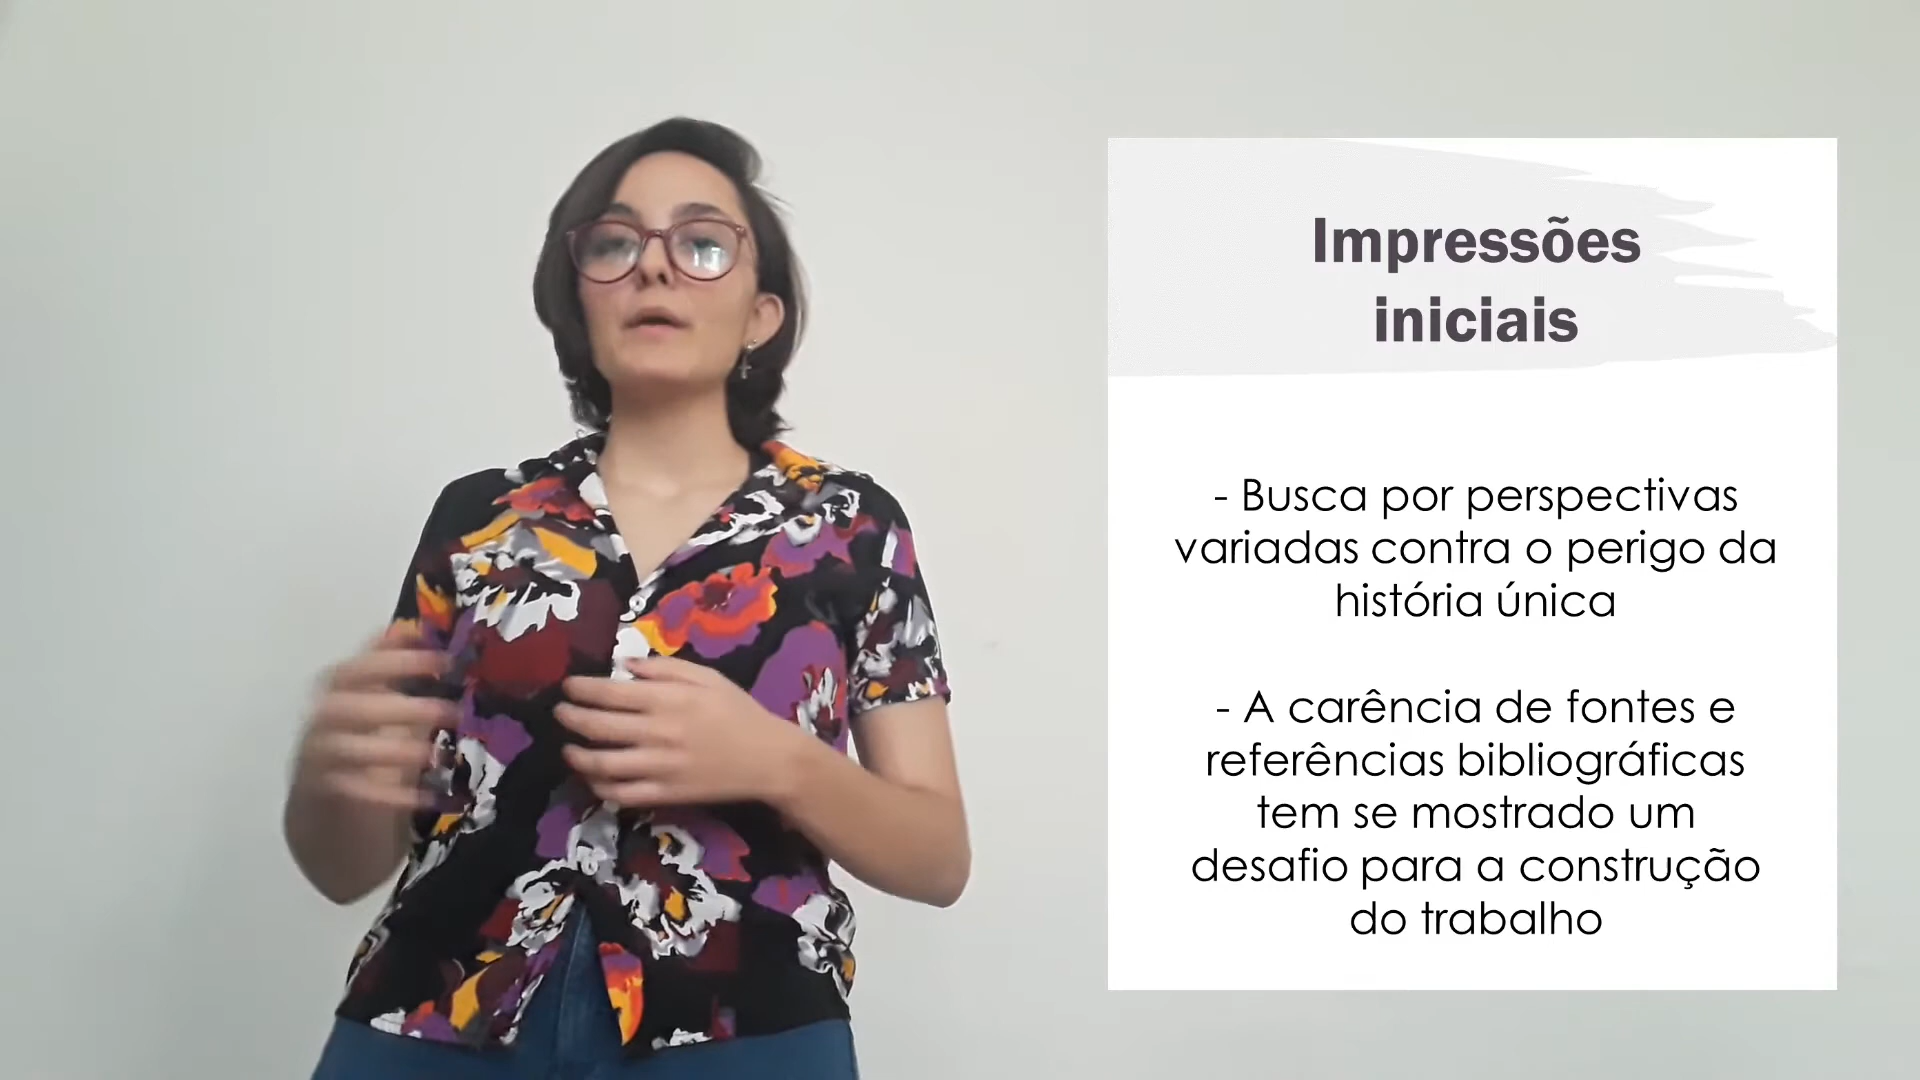 Impressões
iniciais
- Busca por perspectivas
variadas contra o perigo da
história única
- A carência de fontes e
referências bibliográficas
tem se mostrado um
desafio para a construção
do trabalho